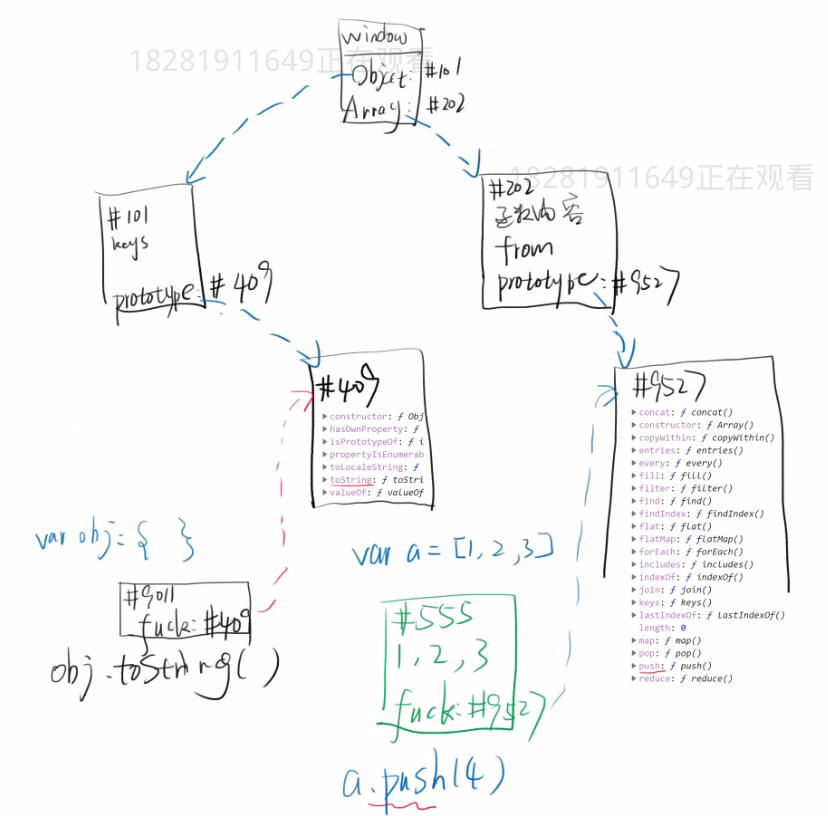 window
18281911649正在观看
Object: #101
Array: #202
18281911649正在观看
#101
keys
prototype: #409
#202
函数内容
from
prototype: #9527
#409
constructor: ƒ Obj
hasOwnProperty: ƒ
isPrototypeOf: ƒ i
propertyIsEnumerab
toLocaleString: ƒ
toString: ƒ toStri
valueOf: ƒ valueOf
#9527
concat: ƒ concat()
constructor: ƒ Array()
copyWithin: ƒ copyWithin()
entries: ƒ entries()
every: ƒ every()
fill: ƒ fill()
filter: ƒ filter()
find: ƒ find()
findIndex: ƒ findIndex()
flat: ƒ flat()
flatMap: ƒ flatMap()
forEach: ƒ forEach()
includes: ƒ includes()
indexOf: ƒ indexOf()
join: ƒ join()
keys: ƒ keys()
lastIndexOf: ƒ lastIndexOf()
length: 0
map: ƒ map()
pop: ƒ pop()
push: ƒ push()
reduce: ƒ reduce()
var obj = { }
#9011
fuck: #409
obj.toString()
var a = [1, 2, 3]
#555
1, 2, 3
fuck: #9527
a.push(4)